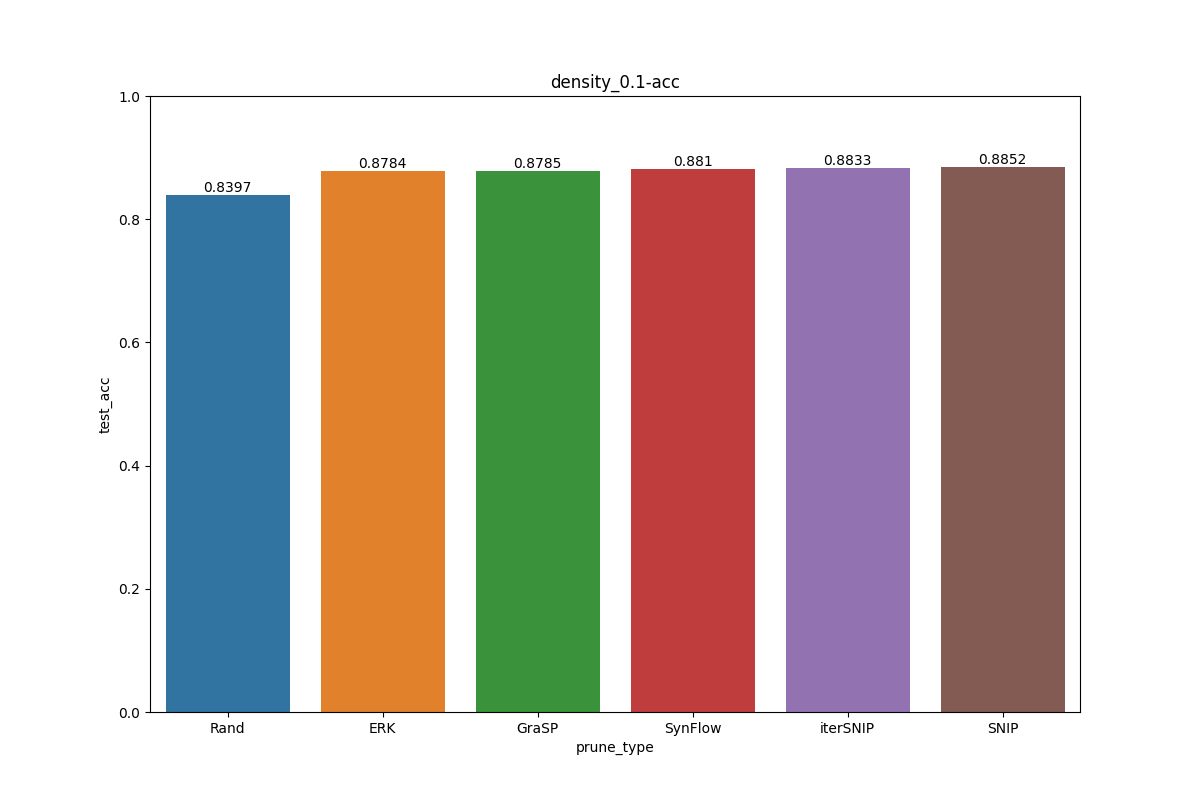 density_0.1-acc
1.0
0.8
0.6
0.4
0.2
0.0
test_acc
0.8397
0.8784
0.8785
0.881
0.8833
0.8852
Rand
ERK
GraSP
SynFlow
iterSNIP
SNIP
prune_type